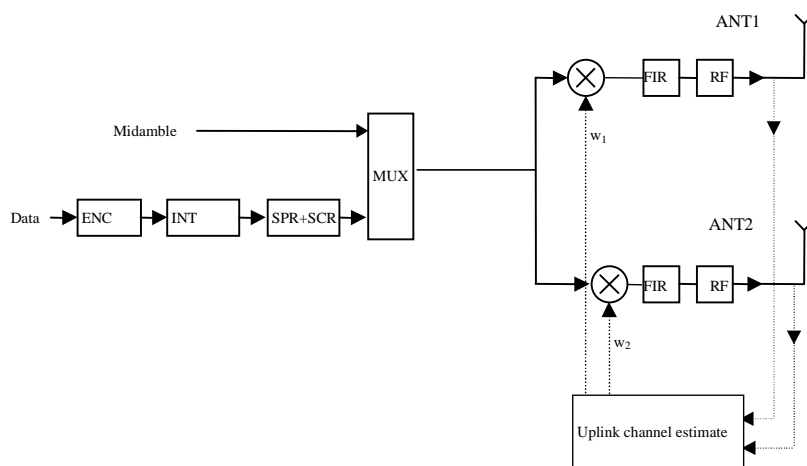 ANT1
FIR
RF
Midamble
w1
MUX
Data
ENC
INT
SPR+SCR
ANT2
FIR
RF
w2
Uplink channel estimate